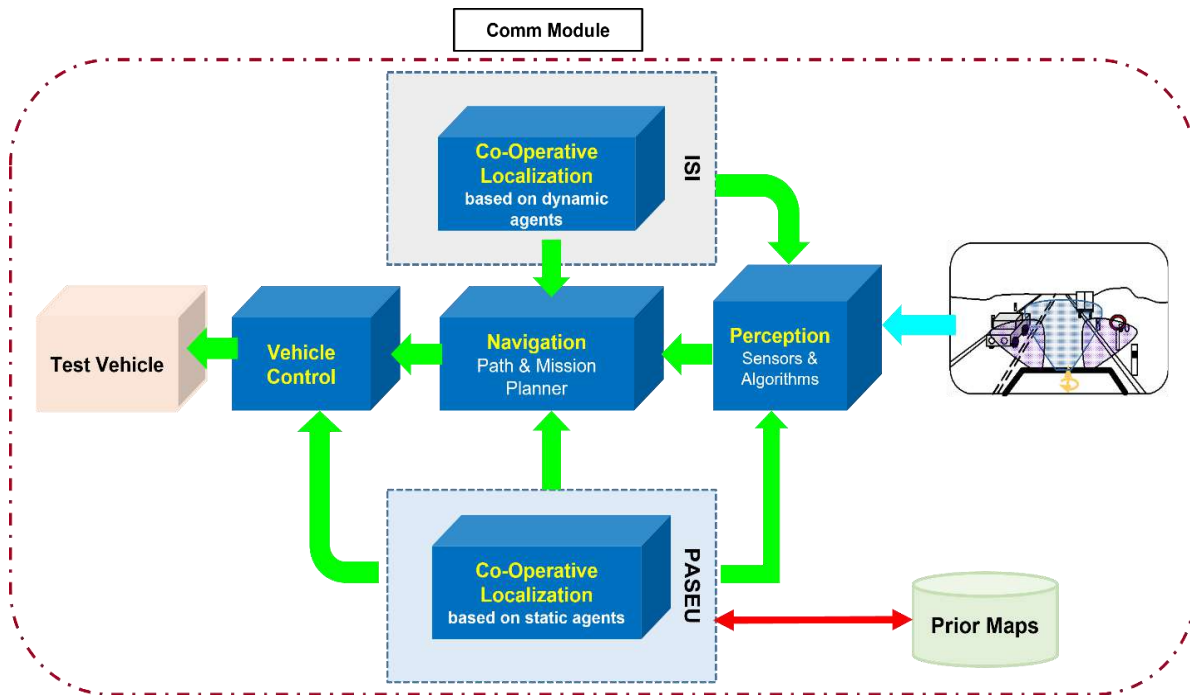 Comm Module
Co-Operative
Localization
based on dynamic
agents
ISI
Test Vehicle
Vehicle
Control
Navigation
Path & Mission
Planner
Perception
Sensors &
Algorithms
Co-Operative
Localization
based on static agents
PASEU
Prior Maps